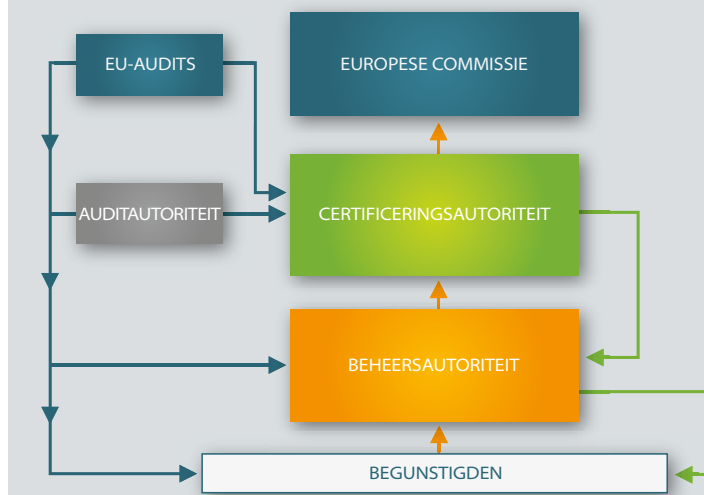 EU-AUDITS
EUROPESE COMMISSIE
AUDITAUTORITEIT
CERTIFICERINGSAUTORITEIT
BEHEERSAUTORITEIT
BEGUNSTIGDEN